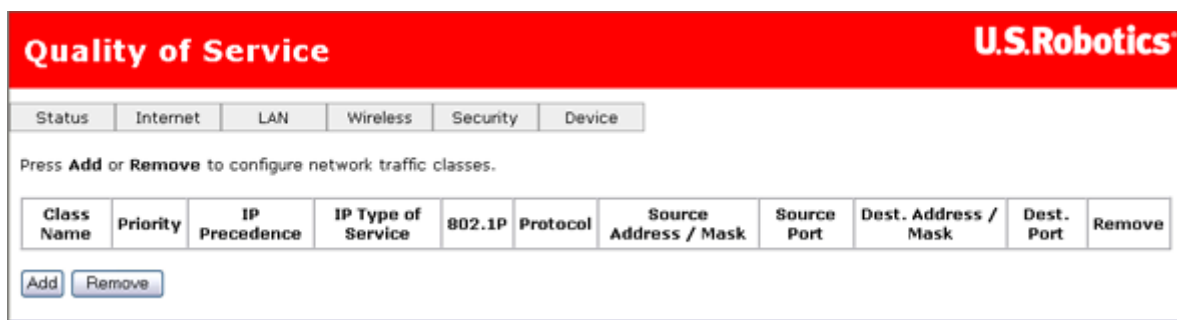 Quality of Service
U.S.Robotics
Status Internet LAN Wireless Security Device
Press Add or Remove to configure network traffic classes.
Class Name Priority IP Precedence IP Type of Service 802.1P Protocol Source Address / Mask Source Port Dest. Address / Mask Dest. Port Remove
Add Remove